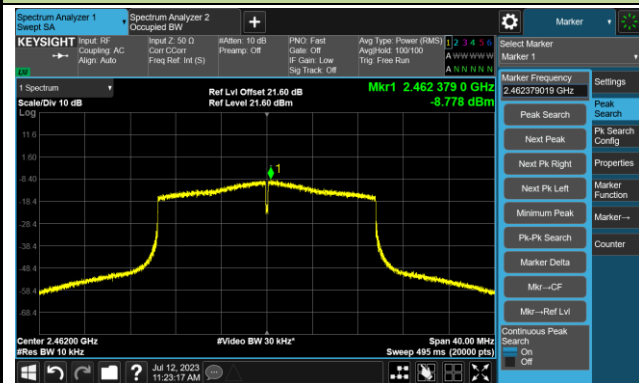 Spectrum Analyzer 1
Swept SA
Spectrum Analyzer 2
Occupied BW
Marker
KEYSIGHT
Input: RF
Coupling: AC
Align: Auto
Input Z: 50 Ω
Corr CCorr
Freq Ref: Int (S)
#Atten: 10 dB
Preamp: Off
PNO: Fast
Gate: Off
IF Gain: Low
Sig Track: Off
Avg Type: Power (RMS)
Avg|Hold: 100/100
Trig: Free Run
1 2 3 4 5 6
A W W W W W
A N N N N N
Select Marker
Marker 1
LXI
1 Spectrum
Scale/Div 10 dB
Log
Ref Lvl Offset 21.60 dB
Ref Level 21.60 dBm
Mkr1 2.462 379 0 GHz
-8.778 dBm
11.6
1.60
-8.40
-18.4
-28.4
-38.4
-48.4
-58.4
-68.4
1
Center 2.46200 GHz
#Res BW 10 kHz
#Video BW 30 kHz*
Span 40.00 MHz
Sweep 495 ms (20000 pts)
Marker Frequency
2.462379019 GHz
Peak Search
Next Peak
Next Pk Right
Next Pk Left
Minimum Peak
Pk-Pk Search
Marker Delta
Mkr→CF
Mkr→Ref Lvl
Continuous Peak
Search
On
Off
Settings
Peak
Search
Pk Search
Config
Properties
Marker
Function
Marker→
Counter
?
Jul 12, 2023
11:23:17 AM